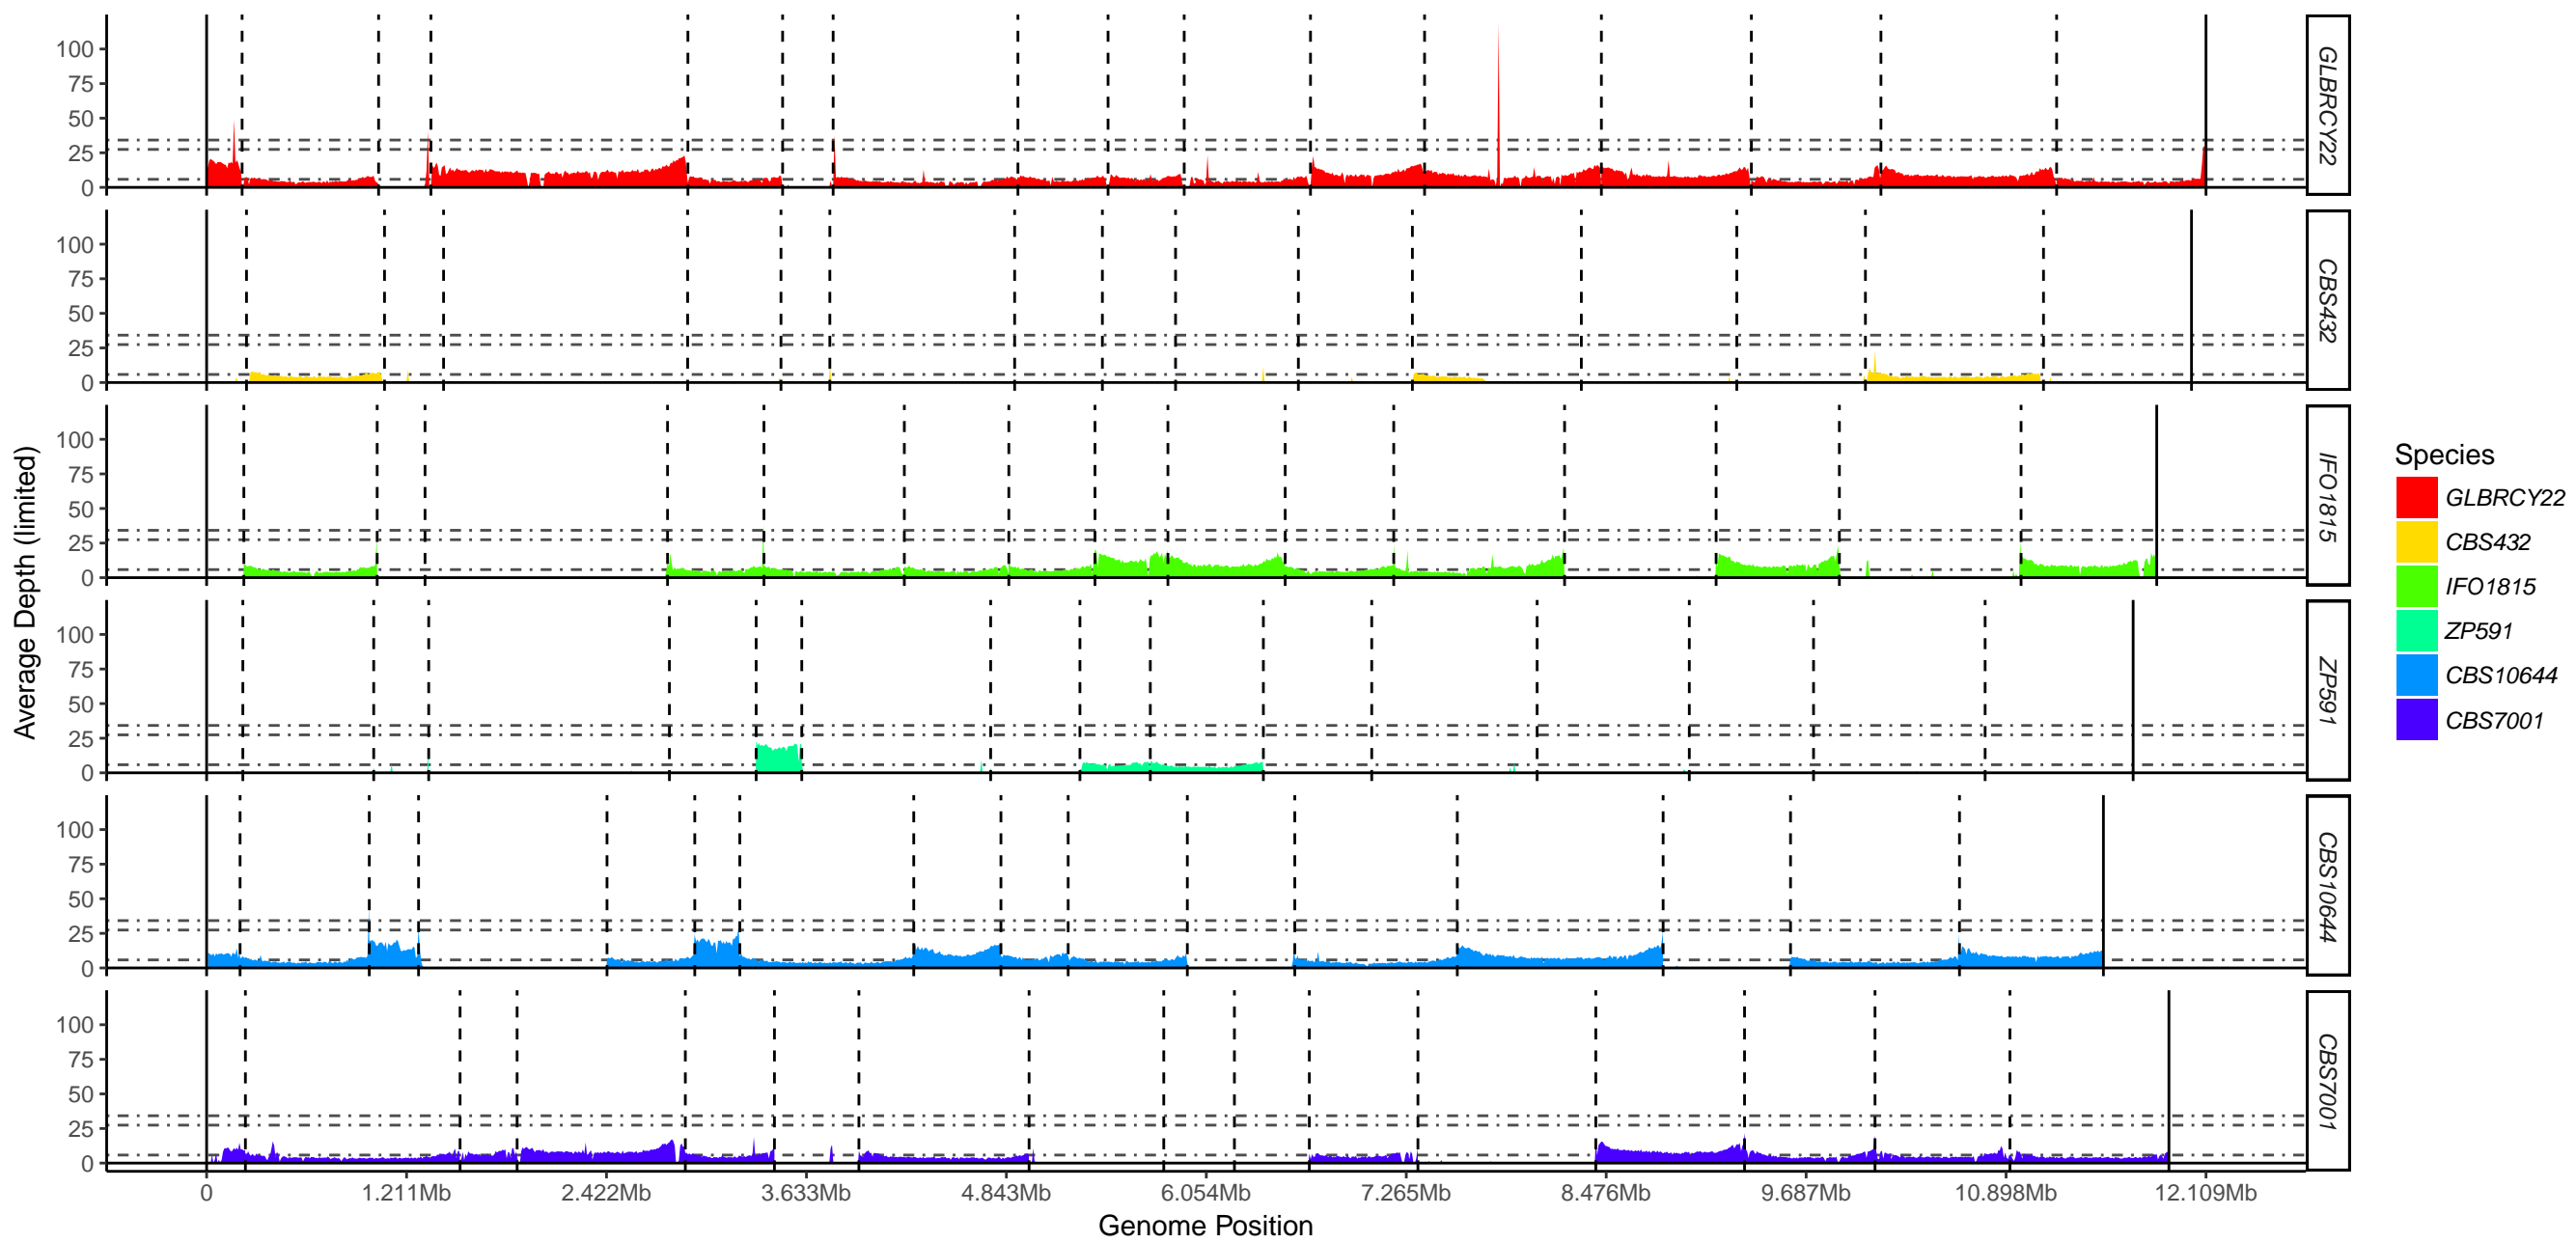 Average Depth (limited)
100
75
50
25
0
GLBRCY22
100
75
50
25
0
CBS432
100
75
50
25
0
IFO1815
100
75
50
25
0
ZP591
100
75
50
25
0
CBS10644
100
75
50
25
0
CBS7001
0 1.211Mb 2.422Mb 3.633Mb 4.843Mb 6.054Mb 7.265Mb 8.476Mb 9.687Mb 10.898Mb 12.109Mb
Genome Position
Species
GLBRCY22
CBS432
IFO1815
ZP591
CBS10644
CBS7001